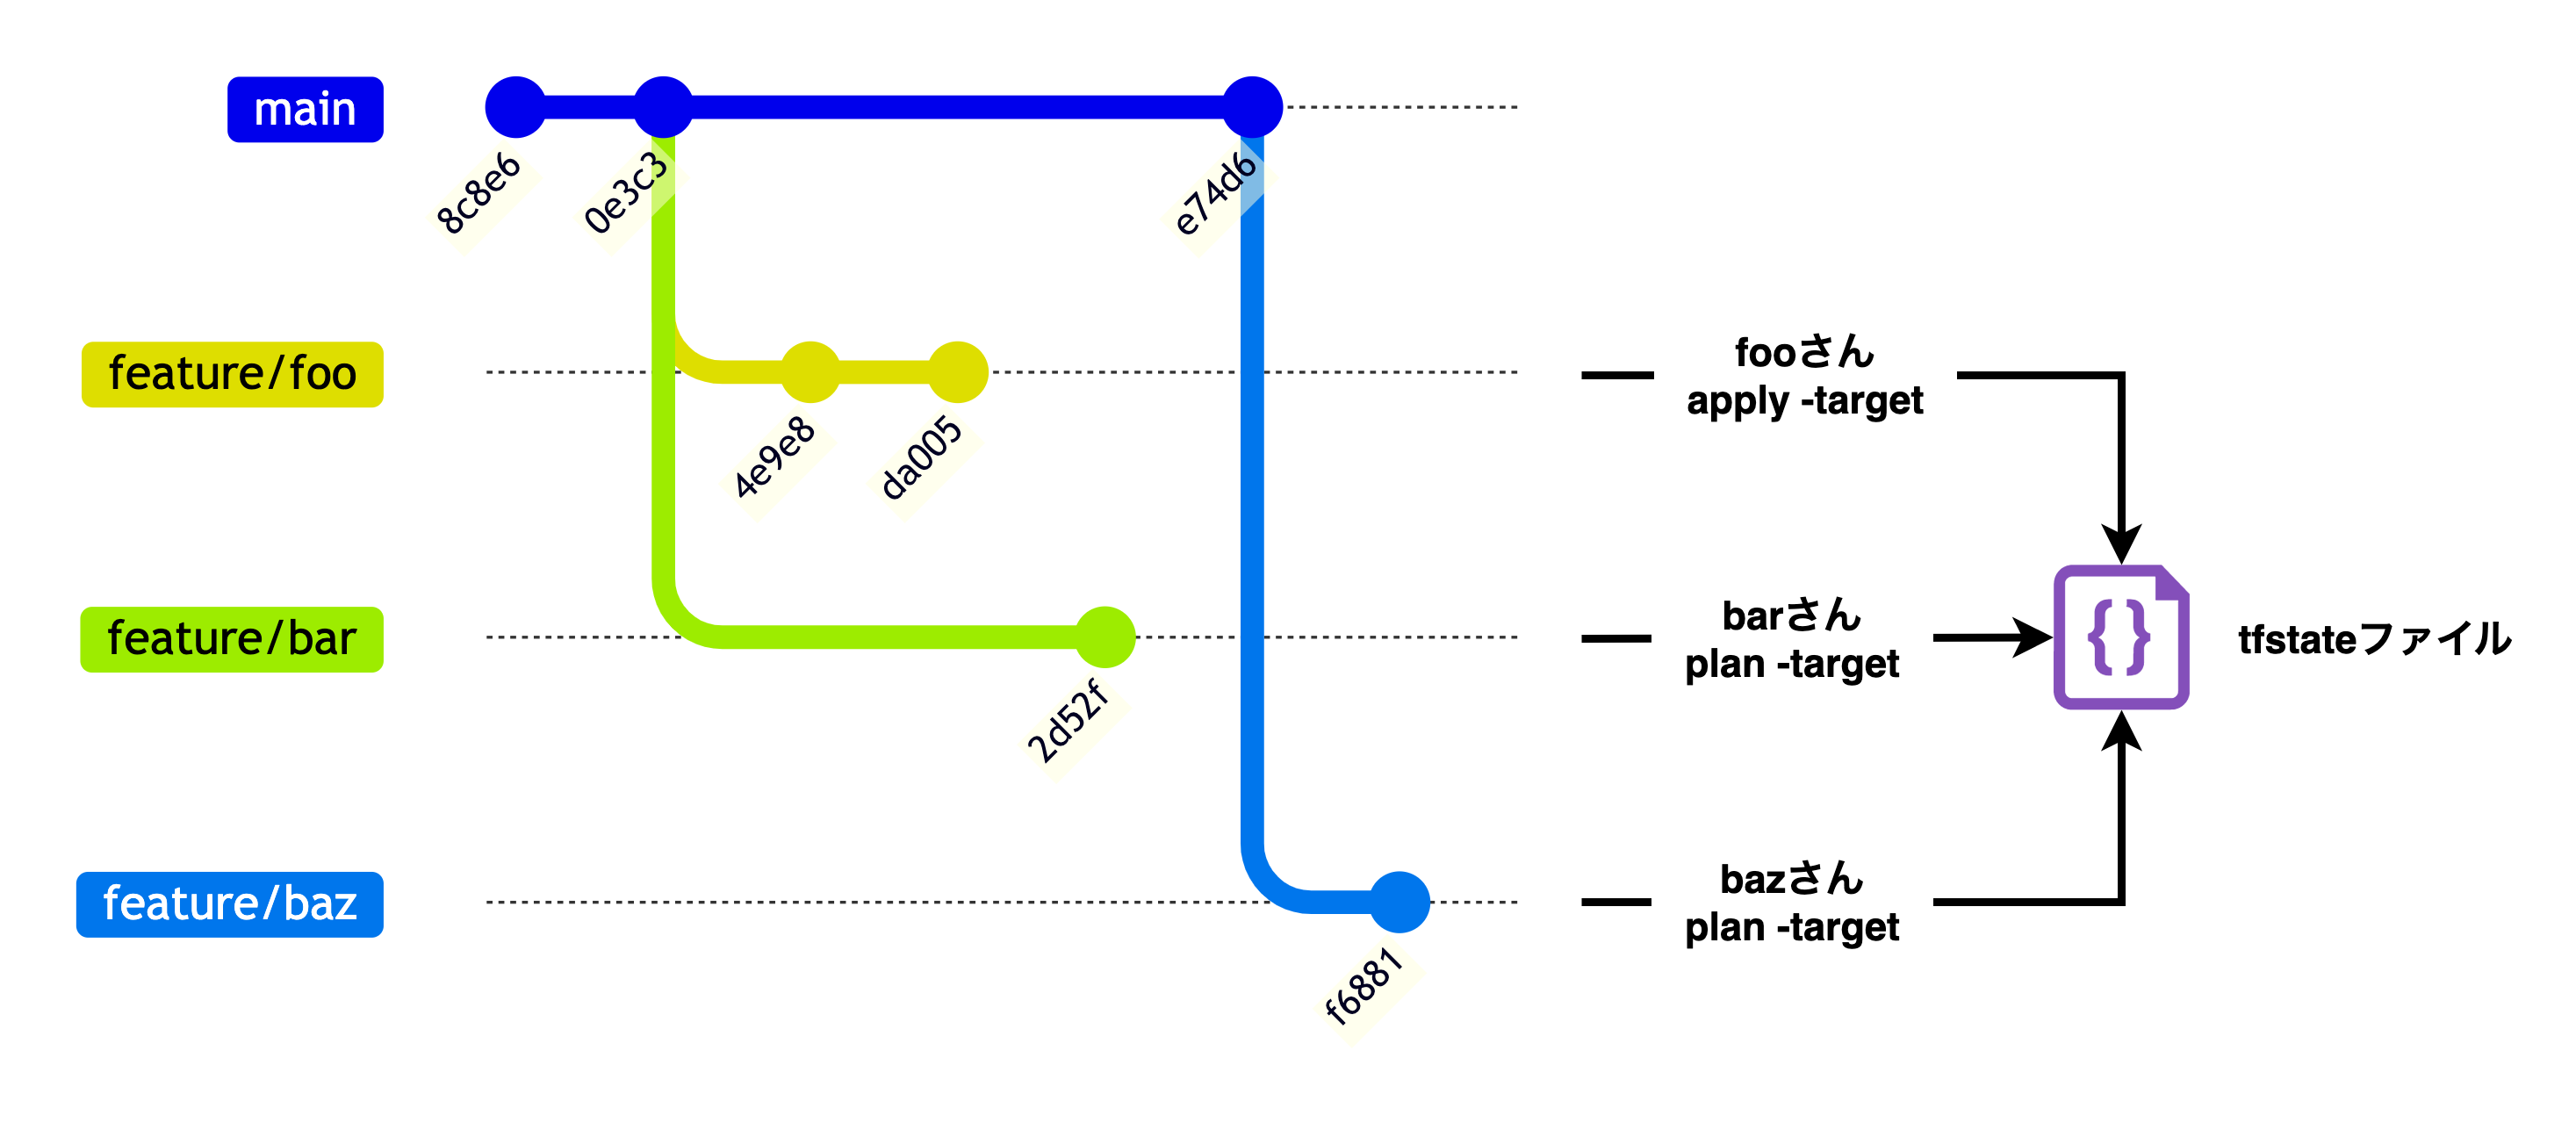 main
8c8e6
0e3c3
e74d6
feature/foo
4e9e8
da005
fooさん
apply -target
feature/bar
2d52f
barさん
plan -target
{}
tfstateファイル
feature/baz
f6881
bazさん
plan -target